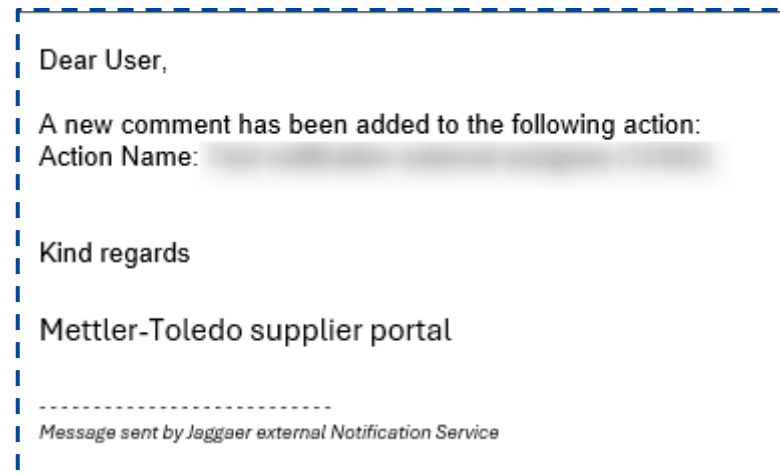 Dear User,
A new comment has been added to the following action:
Action Name:
Kind regards
Mettler-Toledo supplier portal
---------------------------
Message sent by Jaggaer external Notification Service